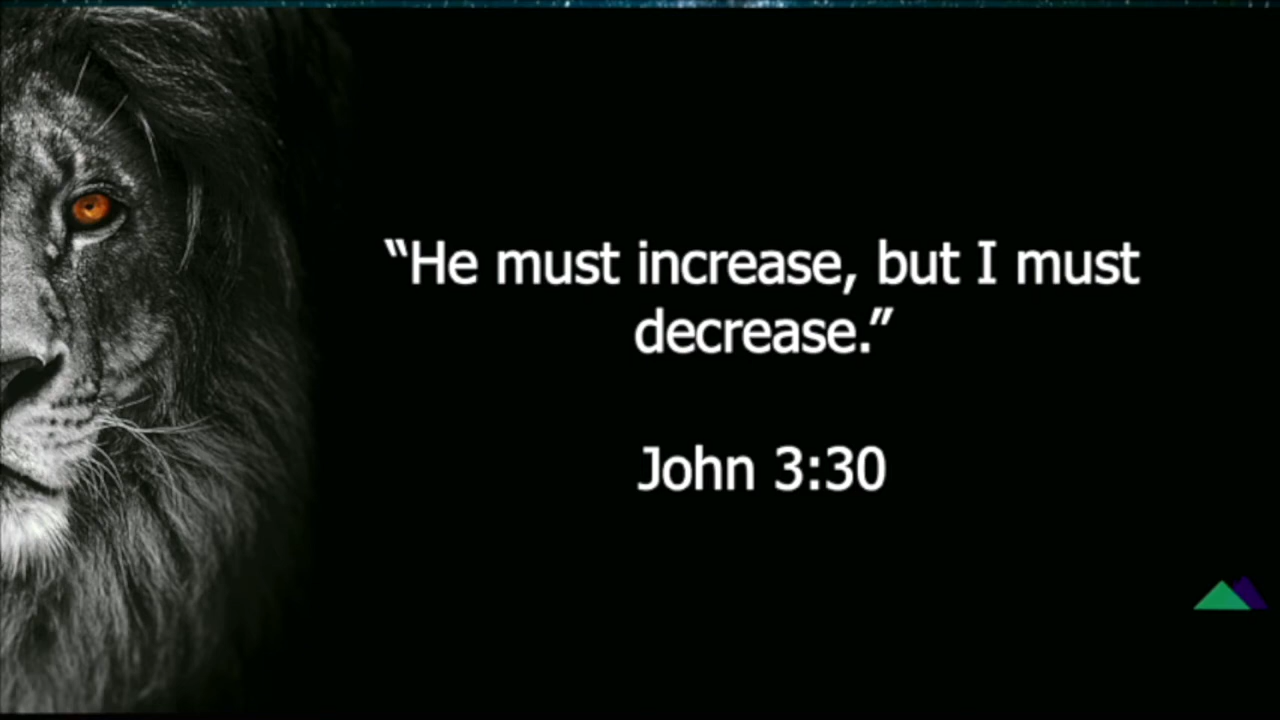 “He must increase, but I must
decrease.”
John 3:30